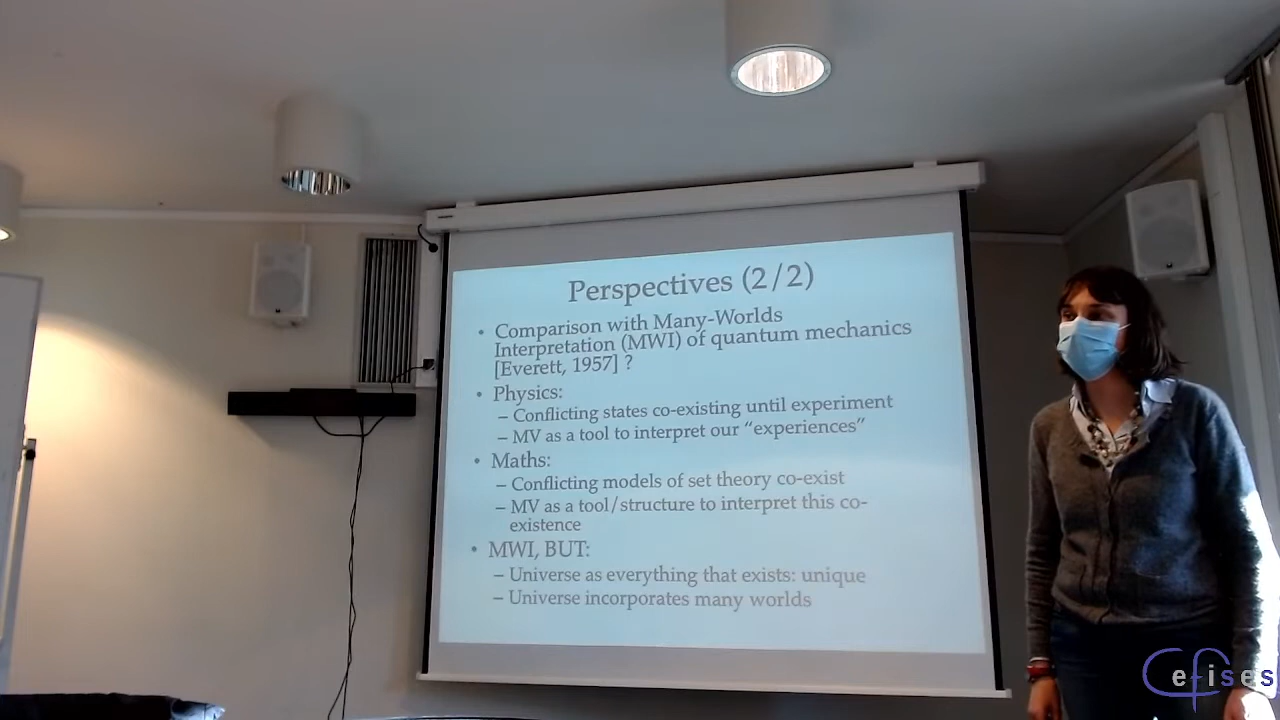 Perspectives (2/2)
• Comparison with Many-Worlds
Interpretation (MWI) of quantum mechanics
[Everett, 1957] ?
• Physics:
– Conflicting states co-existing until experiment
– MV as a tool to interpret our “experiences”
• Maths:
– Conflicting models of set theory co-exist
– MV as a tool/structure to interpret this co-
existence
• MWI, BUT:
– Universe as everything that exists: unique
– Universe incorporates many worlds
Cefises